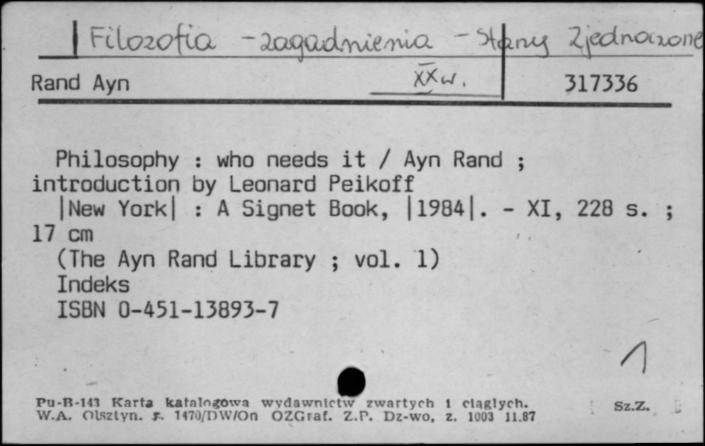 Filozofia - zagadnienia - Stany Zjednoczone
Rand Ayn XX w. 317336
Philosophy : who needs it / Ayn Rand ;
introduction by Leonard Peikoff
|New York| : A Signet Book, |1984|. - XI, 228 s. ;
17 cm
(The Ayn Rand Library ; vol. 1)
Indeks
ISBN 0-451-13893-7
1
Pu-B-143 Karta katalogowa wydawnictw zwartych i ciągłych. Sz.Z.
W.A. Olsztyn. z. 1470/DW/On OZGraf. Z.P. Dz-wo, z. 1003 11.87